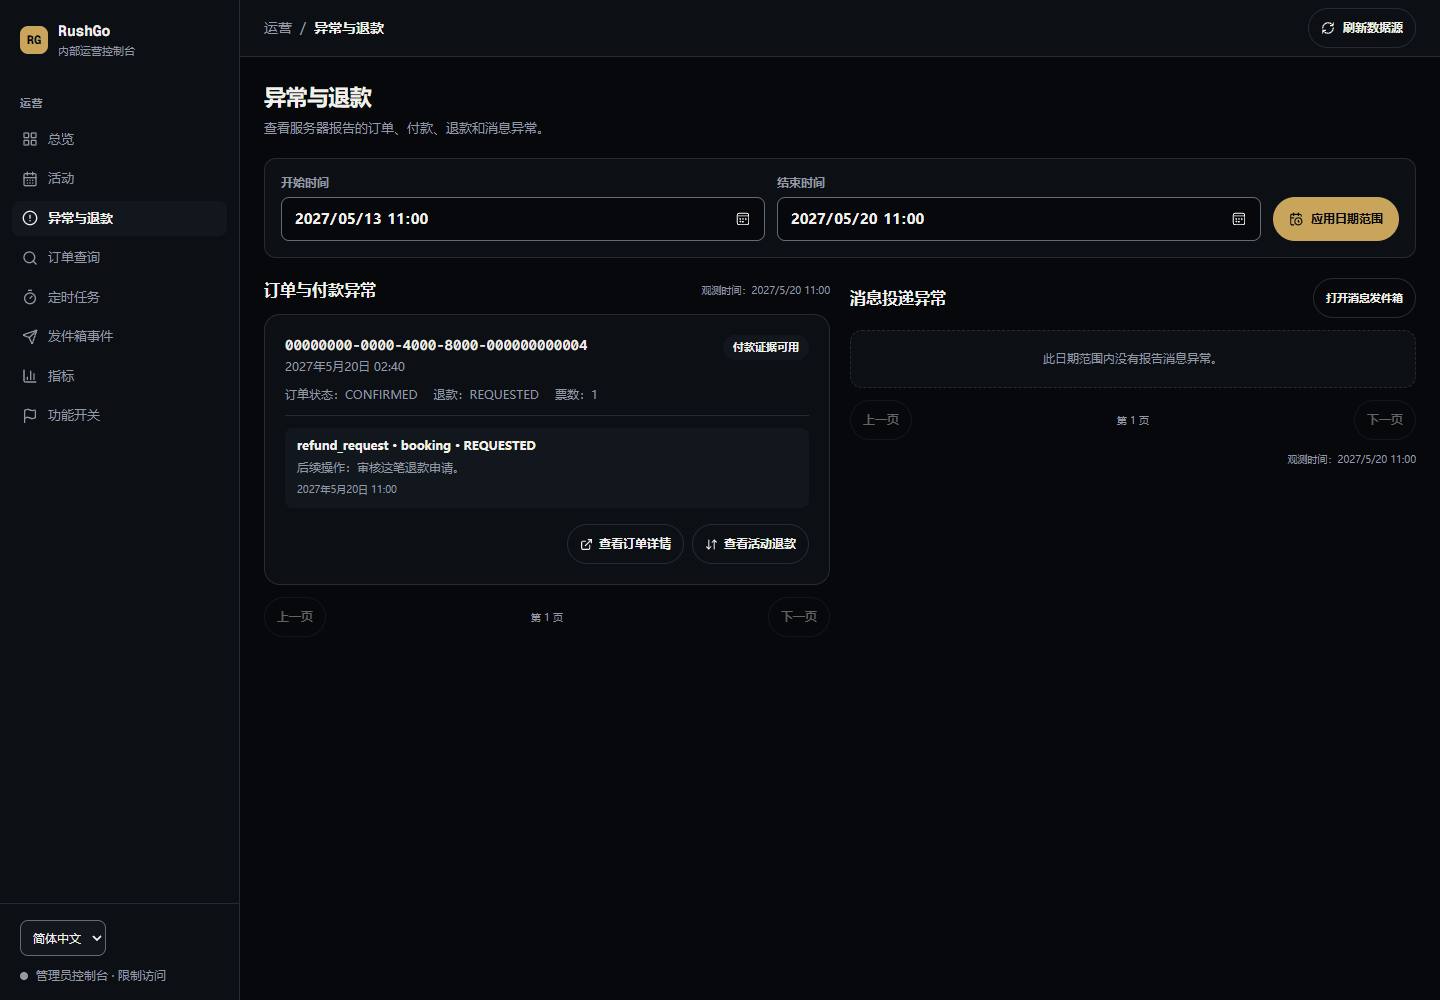 RG
RushGo
内部运营控制台
运营
总览
活动
异常与退款
订单查询
定时任务
发件箱事件
指标
功能开关
简体中文
管理员控制台 · 限制访问
运营 / 异常与退款
刷新数据源
异常与退款
查看服务器报告的订单、付款、退款和消息异常。
开始时间
2027/05/13 11:00
结束时间
2027/05/20 11:00
应用日期范围
订单与付款异常
观测时间：2027/5/20 11:00
00000000-0000-4000-8000-000000000004
付款证据可用
2027年5月20日 02:40
订单状态：CONFIRMED 退款：REQUESTED 票数：1
refund_request • booking • REQUESTED
后续操作：审核这笔退款申请。
2027年5月20日 11:00
查看订单详情
查看活动退款
上一页
第 1 页
下一页
消息投递异常
打开消息发件箱
此日期范围内没有报告消息异常。
上一页
第 1 页
下一页
观测时间：2027/5/20 11:00